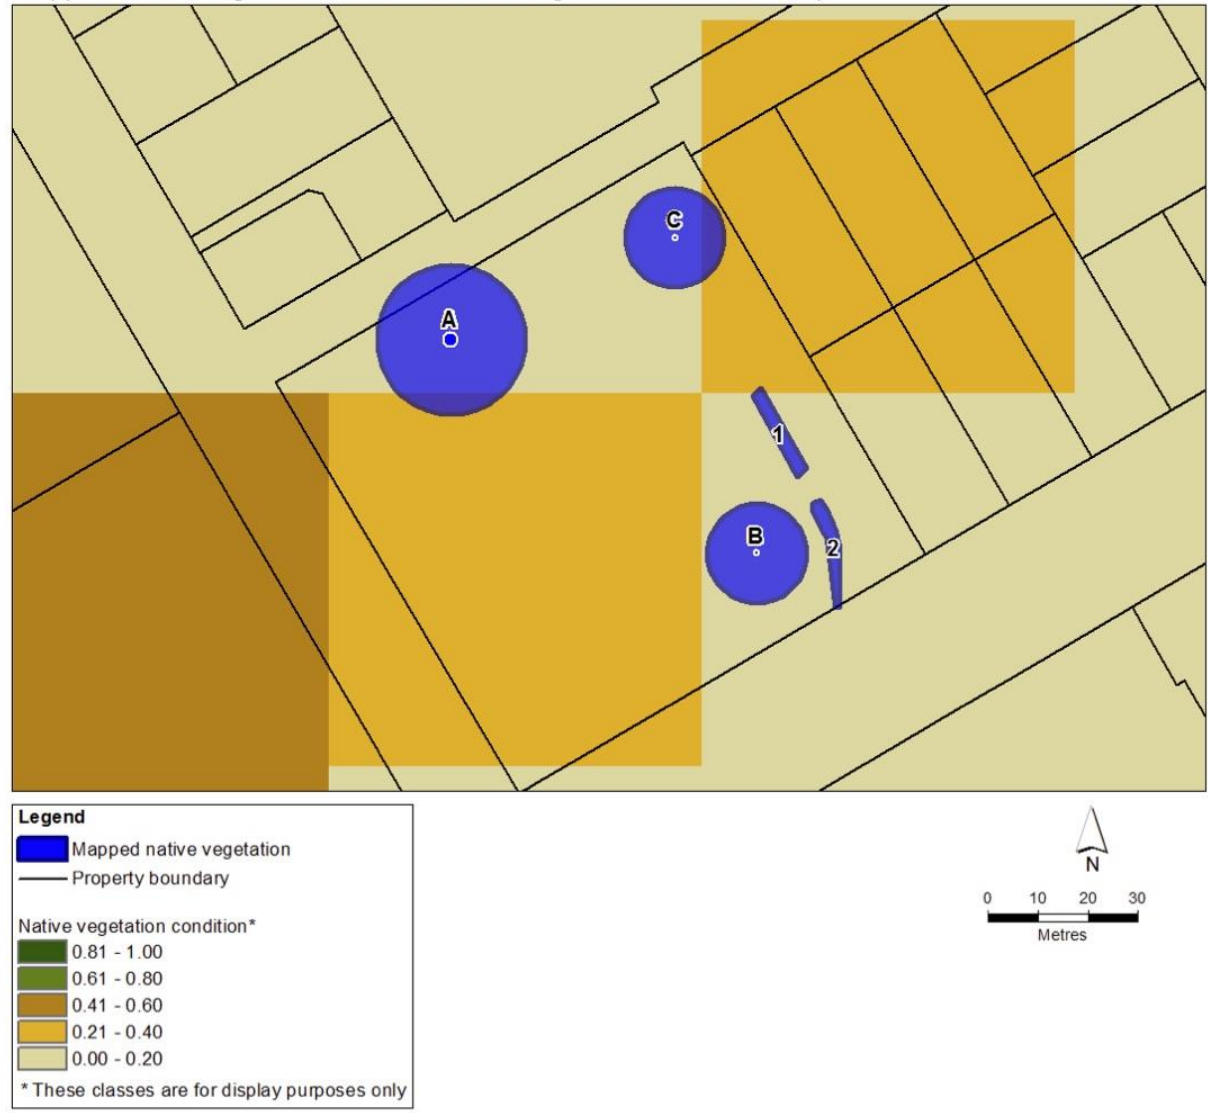 C
A
1
B
2
Legend
Mapped native vegetation
Property boundary
Native vegetation condition*
0.81 - 1.00
0.61 - 0.80
0.41 - 0.60
0.21 - 0.40
0.00 - 0.20
* These classes are for display purposes only
N
0 10 20 30
Metres